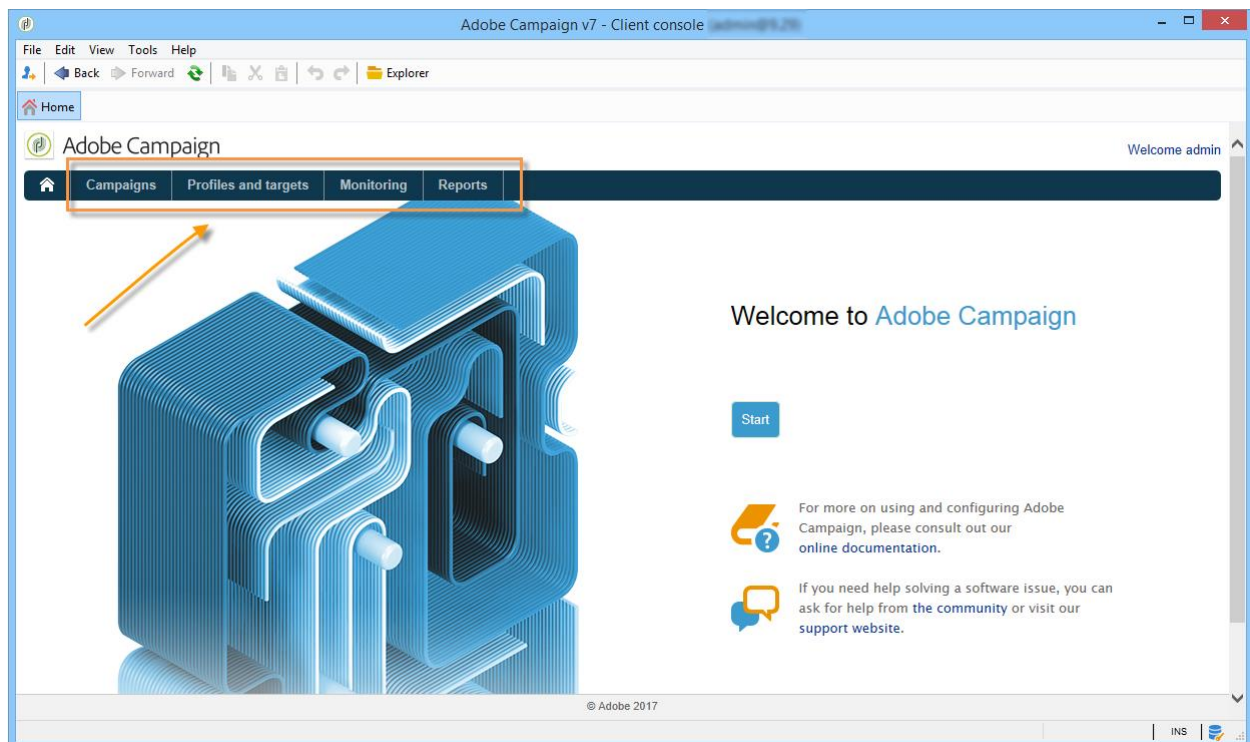 Adobe Campaign v7 - Client console
File Edit View Tools Help
Back Forward Explorer
Home
Adobe Campaign
Welcome admin
Campaigns Profiles and targets Monitoring Reports
Welcome to Adobe Campaign
Start
For more on using and configuring Adobe
Campaign, please consult out our
online documentation.
If you need help solving a software issue, you can
ask for help from the community or visit our
support website.
© Adobe 2017
INS